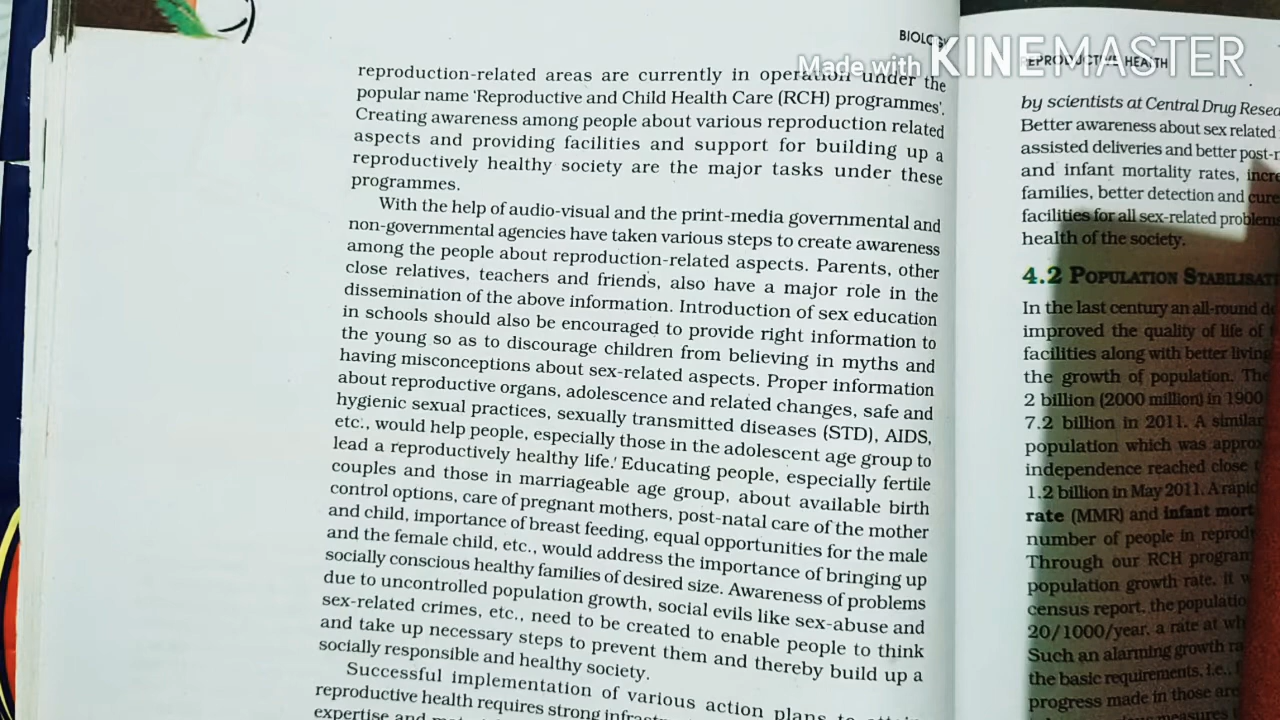 BIOLOGY
reproduction-related areas are currently in operation under the
popular name 'Reproductive and Child Health Care (RCH) programmes'.
Creating awareness among people about various reproduction related
aspects and providing facilities and support for building up a
reproductively healthy society are the major tasks under these
programmes.
With the help of audio-visual and the print-media governmental and
non-governmental agencies have taken various steps to create awareness
among the people about reproduction-related aspects. Parents, other
close relatives, teachers and friends, also have a major role in the
dissemination of the above information. Introduction of sex education
in schools should also be encouraged to provide right information to
the young so as to discourage children from believing in myths and
having misconceptions about sex-related aspects. Proper information
about reproductive organs, adolescence and related changes, safe and
hygienic sexual practices, sexually transmitted diseases (STD), AIDS,
etc., would help people, especially those in the adolescent age group to
lead a reproductively healthy life. Educating people, especially fertile
couples and those in marriageable age group, about available birth
control options, care of pregnant mothers, post-natal care of the mother
and child, importance of breast feeding, equal opportunities for the male
and the female child, etc., would address the importance of bringing up
socially conscious healthy families of desired size. Awareness of problems
due to uncontrolled population growth, social evils like sex-abuse and
sex-related crimes, etc., need to be created to enable people to think
and take up necessary steps to prevent them and thereby build up a
socially responsible and healthy society.
Successful implementation of various action plans to
reproductive health requires strong
expertise and
Made with KINEMASTER
REPRODUCTIVE HEALTH
by scientists at Central Drug
Better awareness about sex related
assisted deliveries and better
and infant mortality rates,
families, better detection and cure
facilities for all sex-related
health of the society.
4.2 POPULATION
In the last century an all-round
improved the quality of life of
facilities along with better living
the growth of population. The
2 billion (2000 million) in 1900
7.2 billion in 2011. A similar
population which was
independence reached close
1.2 billion in May 2011. A rapid
rate (MMR) and infant
number of people in
Through our RCH
population growth rate, it
census report, the
20/1000/year, a rate at
Such an alarming growth
the basic requirements, i.e.,
progress made in those